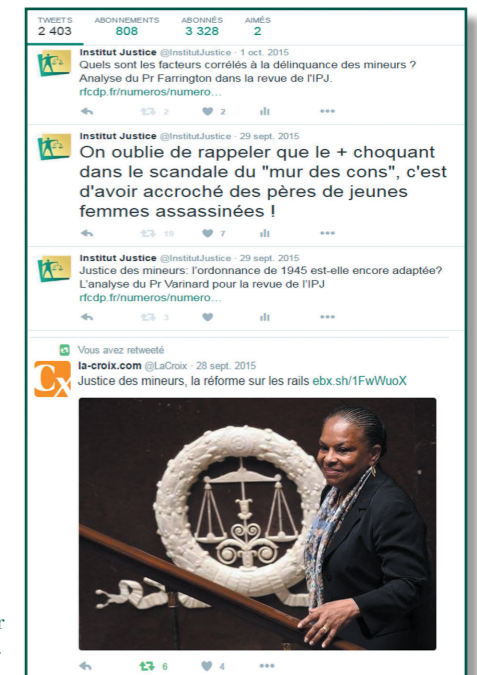 TWEETS ABONNEMENTS ABONNÉS AIMÉS
2 403 808 3 328 2
Institut Justice @InstitutJustice · 1 oct. 2015
Quels sont les facteurs corrélés à la délinquance des mineurs ?
Analyse du Pr Farrington dans la revue de l'IPJ.
rfcdp.fr/numeros/numero…
2 2
Institut Justice @InstitutJustice · 29 sept. 2015
On oublie de rappeler que le + choquant
dans le scandale du "mur des cons", c'est
d'avoir accroché des pères de jeunes
femmes assassinées !
19 7
Institut Justice @InstitutJustice · 29 sept. 2015
Justice des mineurs: l'ordonnance de 1945 est-elle encore adaptée?
L'analyse du Pr Varinard pour la revue de l'IPJ
rfcdp.fr/numeros/numero…
3
Vous avez retweeté
la-croix.com @LaCroix · 28 sept. 2015
Cx
Justice des mineurs, la réforme sur les rails ebx.sh/1FwWuoX
r
6 4